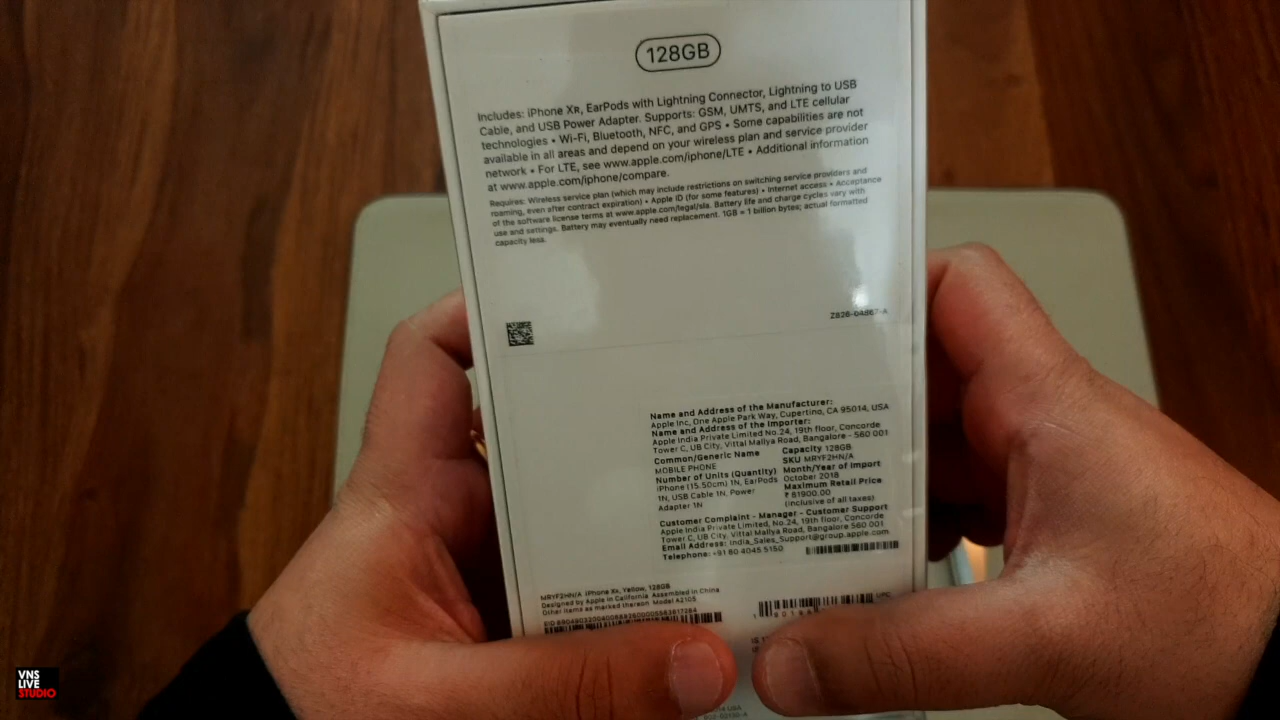 128GB
Includes: iPhone XR, EarPods with Lightning Connector, Lightning to USB
Cable, and USB Power Adapter. Supports: GSM, UMTS, and LTE cellular
technologies • Wi-Fi, Bluetooth, NFC, and GPS • Some capabilities are not
available in all areas and depend on your wireless plan and service provider
network • For LTE, see www.apple.com/iphone/LTE • Additional information
at www.apple.com/iphone/compare.
Requires: Wireless service plan (which may include restrictions on switching service providers and
roaming, even after contract expiration) • Apple ID (for some features) • Internet access • Acceptance
of the software license terms at www.apple.com/legal/sla. Battery life and charge cycles vary with
use and settings. Battery may eventually need replacement. 1GB = 1 billion bytes; actual formatted
capacity less.
Name and Address of the Manufacturer:
Apple Inc, One Apple Park Way, Cupertino, CA 95014, USA
Name and Address of the Importer:
Apple India Private Limited No.24, 19th floor, Concorde
Tower C, UB City, Vittal Mallya Road, Bangalore - 560 001
Common/Generic Name
MOBILE PHONE
Number of Units (Quantity)
iPhone (15.50cm) 1N, EarPods
1N, USB Cable 1N, Power
Adapter 1N
Capacity 128GB
SKU MRYF2HN/A
Month/Year of Import
October 2018
Maximum Retail Price
₹ 81900.00
(inclusive of all taxes)
Customer Complaint - Manager - Customer Support
Apple India Private Limited, No.24, 19th floor, Concorde
Tower C, UB City, Vittal Mallya Road, Bangalore 560 001
Email Address: India_Sales_Support@group.apple.com
Telephone: +91 80 4045 5150
MRYF2HN/A iPhone XR, Yellow, 128GB
Designed by Apple in California Assembled in China
Other items as marked thereon Model A2105
VNS
LIVE
STUDIO